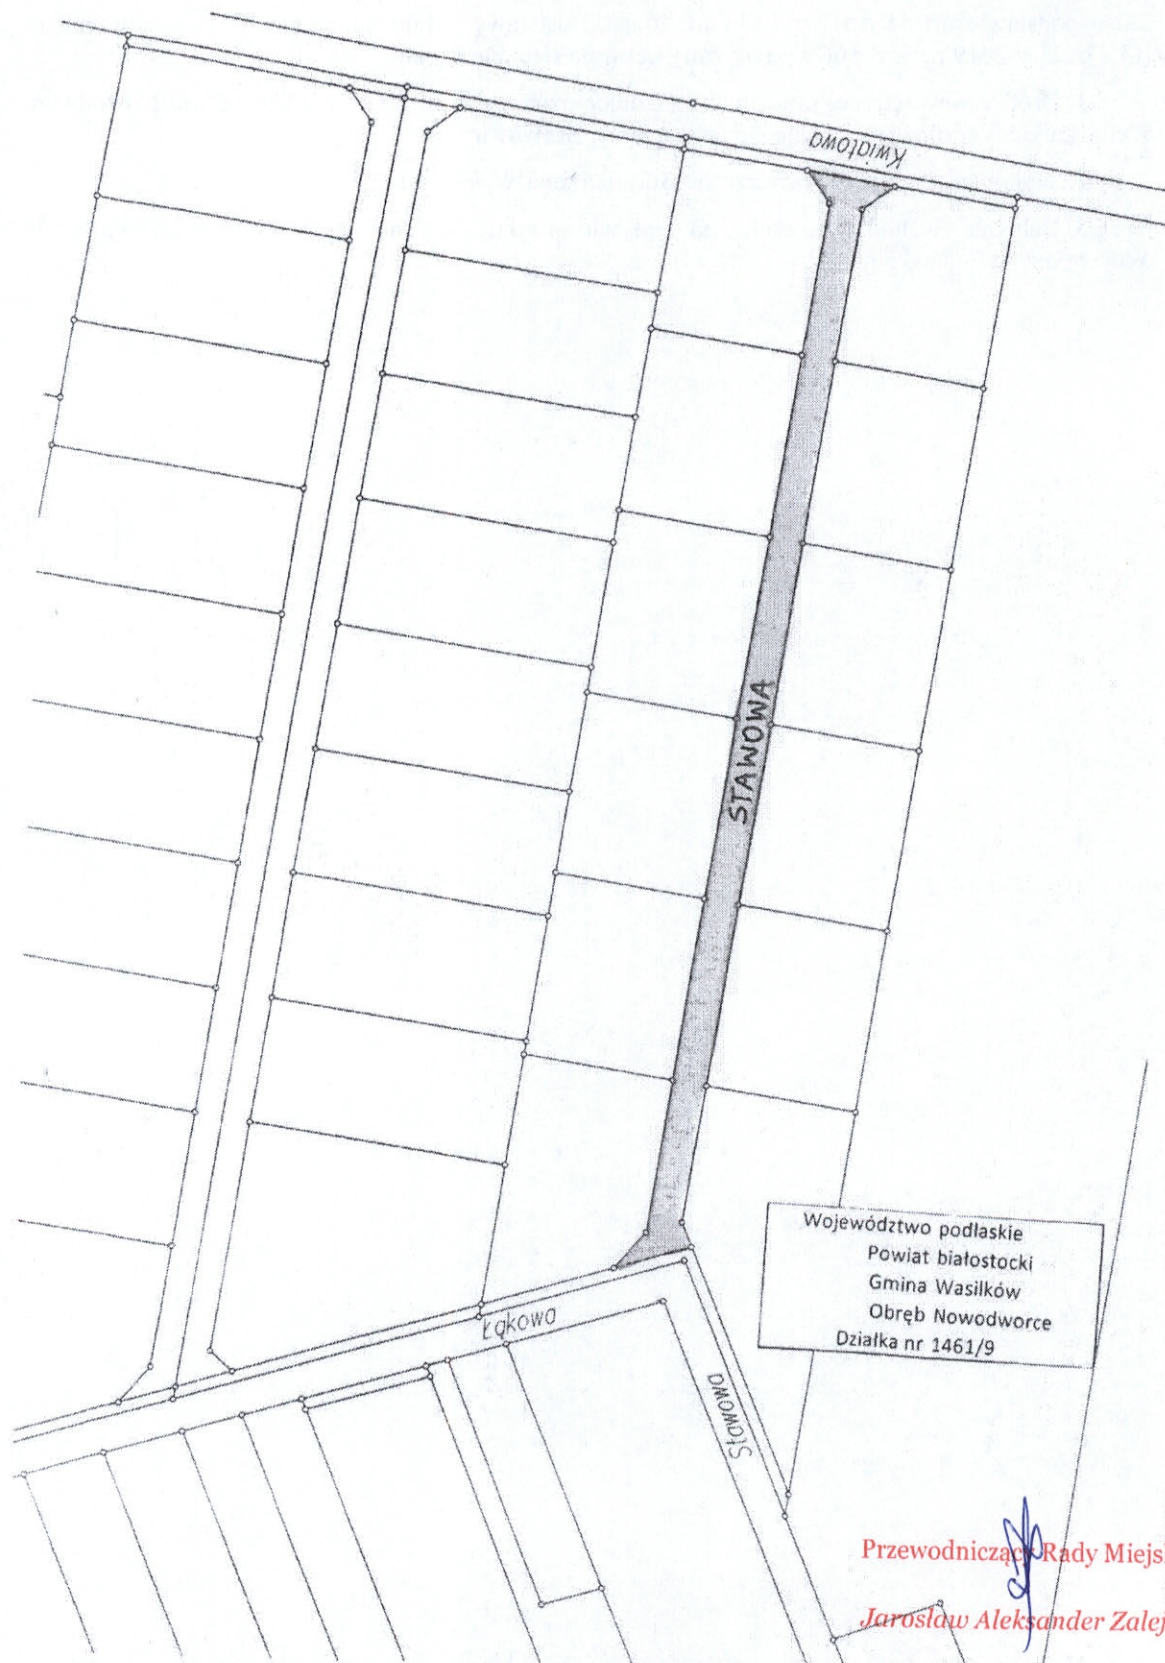 Kwiatowa
STAWOWA
Województwo podlaskie
Powiat białostocki
Gmina Wasilków
Obręb Nowodworce
Działka nr 1461/9
Łąkowa
Stawowa
Przewodniczący Rady Miejs
Jarosław Aleksander Zalej